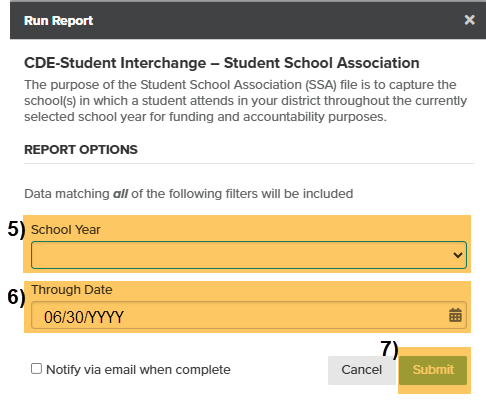 Run Report ×
CDE-Student Interchange – Student School Association
The purpose of the Student School Association (SSA) file is to capture the
school(s) in which a student attends in your district throughout the currently
selected school year for funding and accountability purposes.
REPORT OPTIONS
Data matching all of the following filters will be included
5) School Year
6) Through Date
06/30/YYYY
7)
Notify via email when complete Cancel Submit